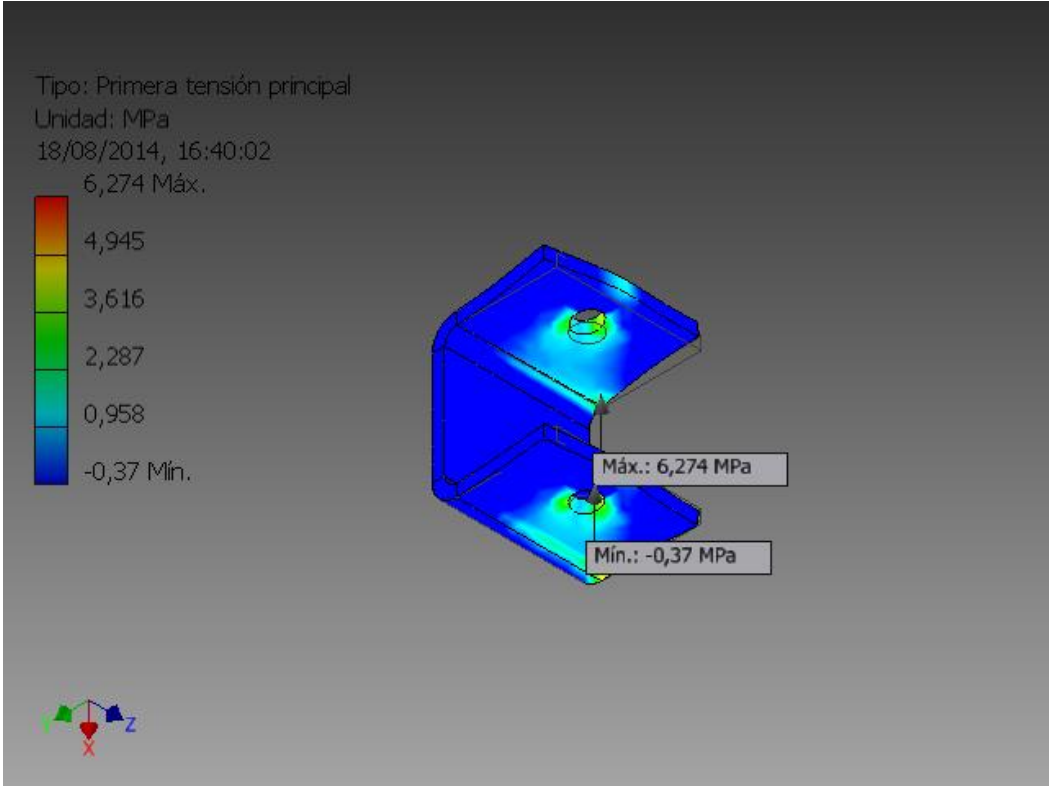 Tipo: Primera tensión principal
Unidad: MPa
18/08/2014, 16:40:02
6,274 Máx.
4,945
3,616
2,287
0,958
-0,37 Mín.
Máx.: 6,274 MPa
Mín.: -0,37 MPa
Y
Z
X